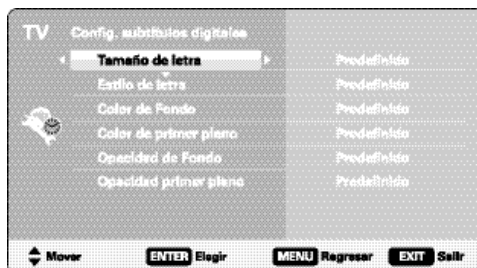 TV Config. subtítulos digitales
Tamaño de letra Predefinido
Estilo de letra Predefinido
Color de Fondo Predefinido
Color de primer plano Predefinido
Opacidad de Fondo Predefinido
Opacidad primer plano Predefinido
Mover ENTER Elegir MENU Regresar EXIT Salir